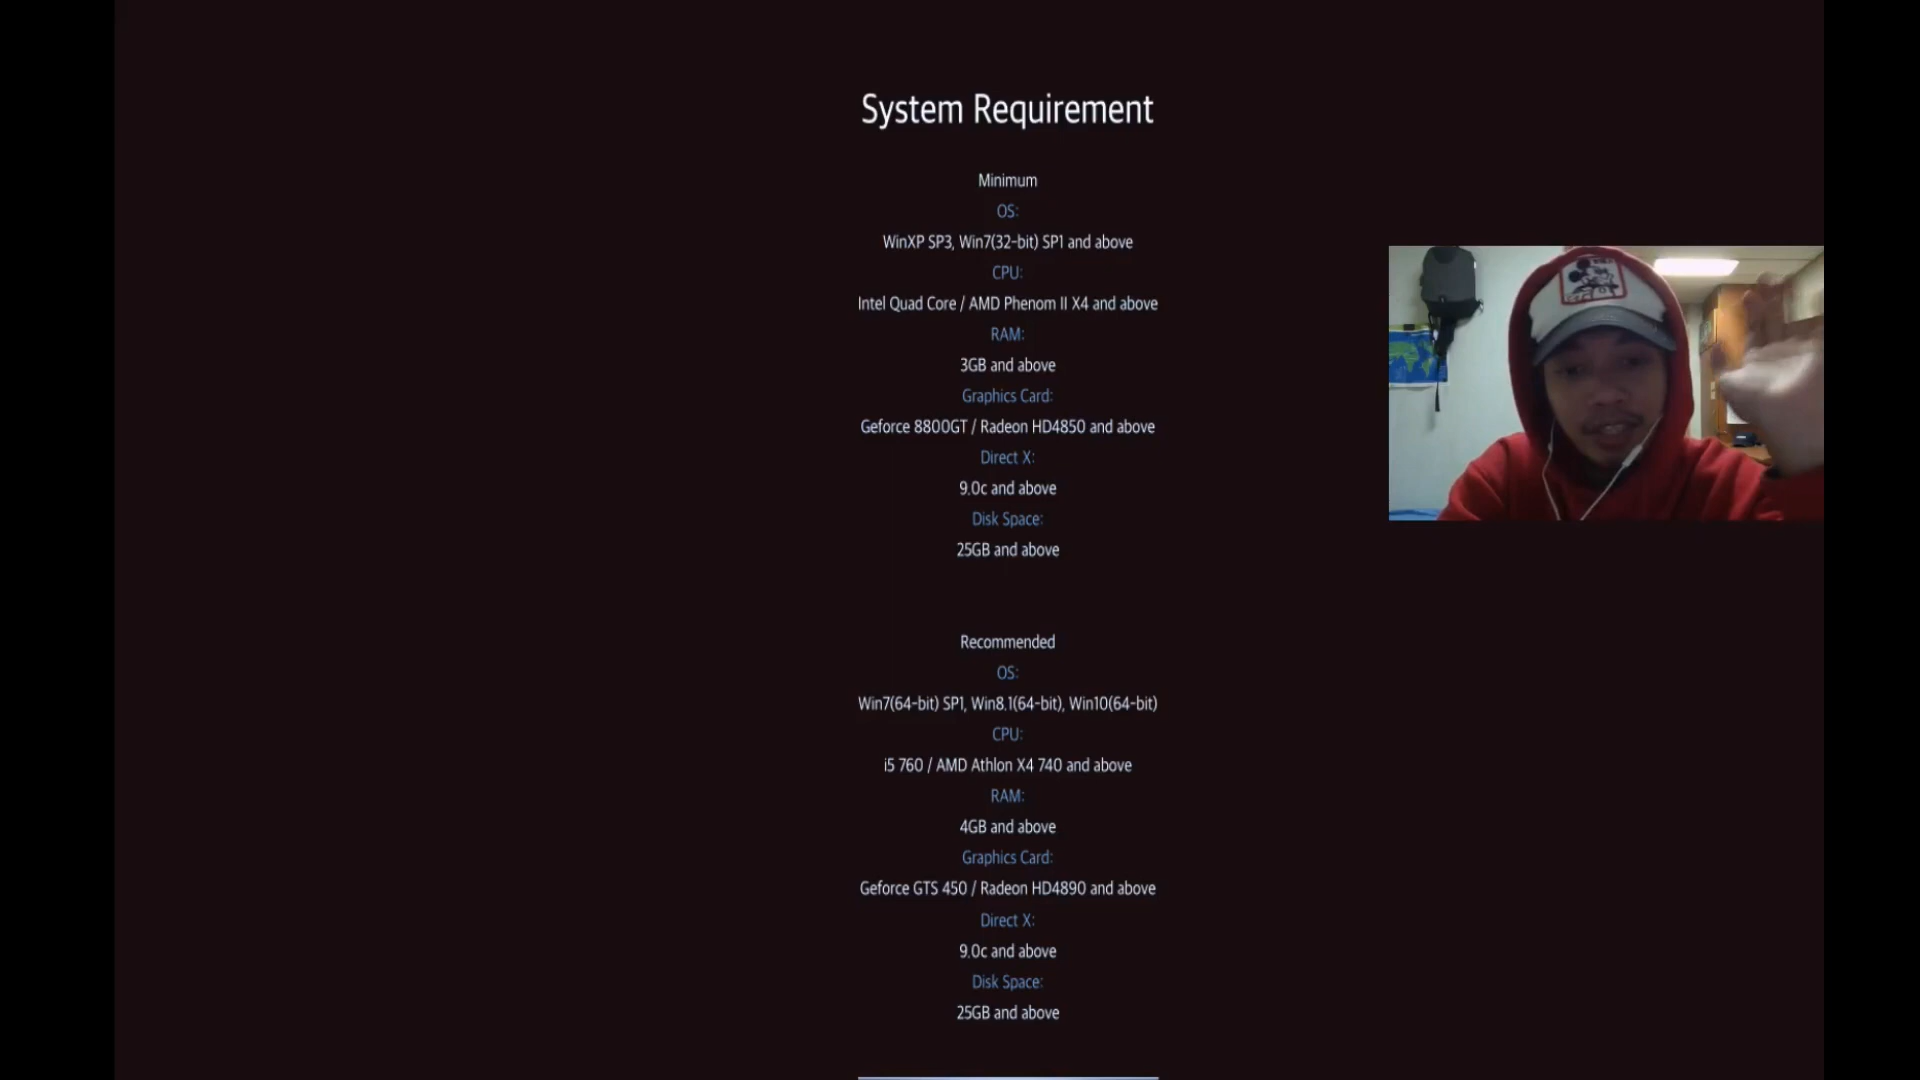 System Requirement
Minimum
OS:
WinXP SP3, Win7(32-bit) SP1 and above
CPU:
Intel Quad Core / AMD Phenom II X4 and above
RAM:
3GB and above
Graphics Card:
Geforce 8800GT / Radeon HD4850 and above
Direct X:
9.0c and above
Disk Space:
25GB and above
Recommended
OS:
Win7(64-bit) SP1, Win8.1(64-bit), Win10(64-bit)
CPU:
i5 760 / AMD Athlon X4 740 and above
RAM:
4GB and above
Graphics Card:
Geforce GTS 450 / Radeon HD4890 and above
Direct X:
9.0c and above
Disk Space:
25GB and above